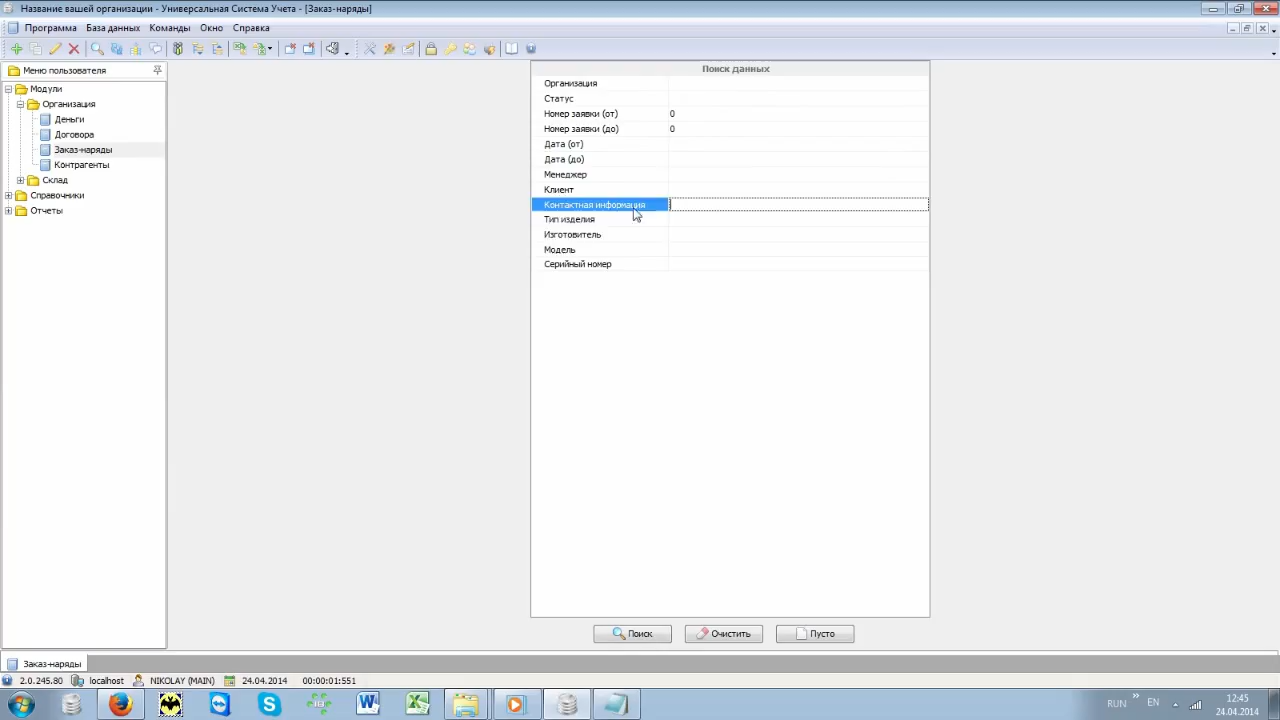 Название вашей организации - Универсальная Система Учета - [Заказ-наряды]
Программа База данных Команды Окно Справка
Меню пользователя
Модули
Организация
Деньги
Договора
Заказ-наряды
Контрагенты
Склад
Справочники
Отчеты
Поиск данных
Организация
Статус
Номер заявки (от) 0
Номер заявки (до) 0
Дата (от)
Дата (до)
Менеджер
Клиент
Контактная информация
Тип изделия
Изготовитель
Модель
Серийный номер
Поиск Очистить Пусто
Заказ-наряды
2.0.245.80 localhost NIKOLAY (MAIN) 24.04.2014 00:00:01:551
RUN EN 12:45
24.04.2014